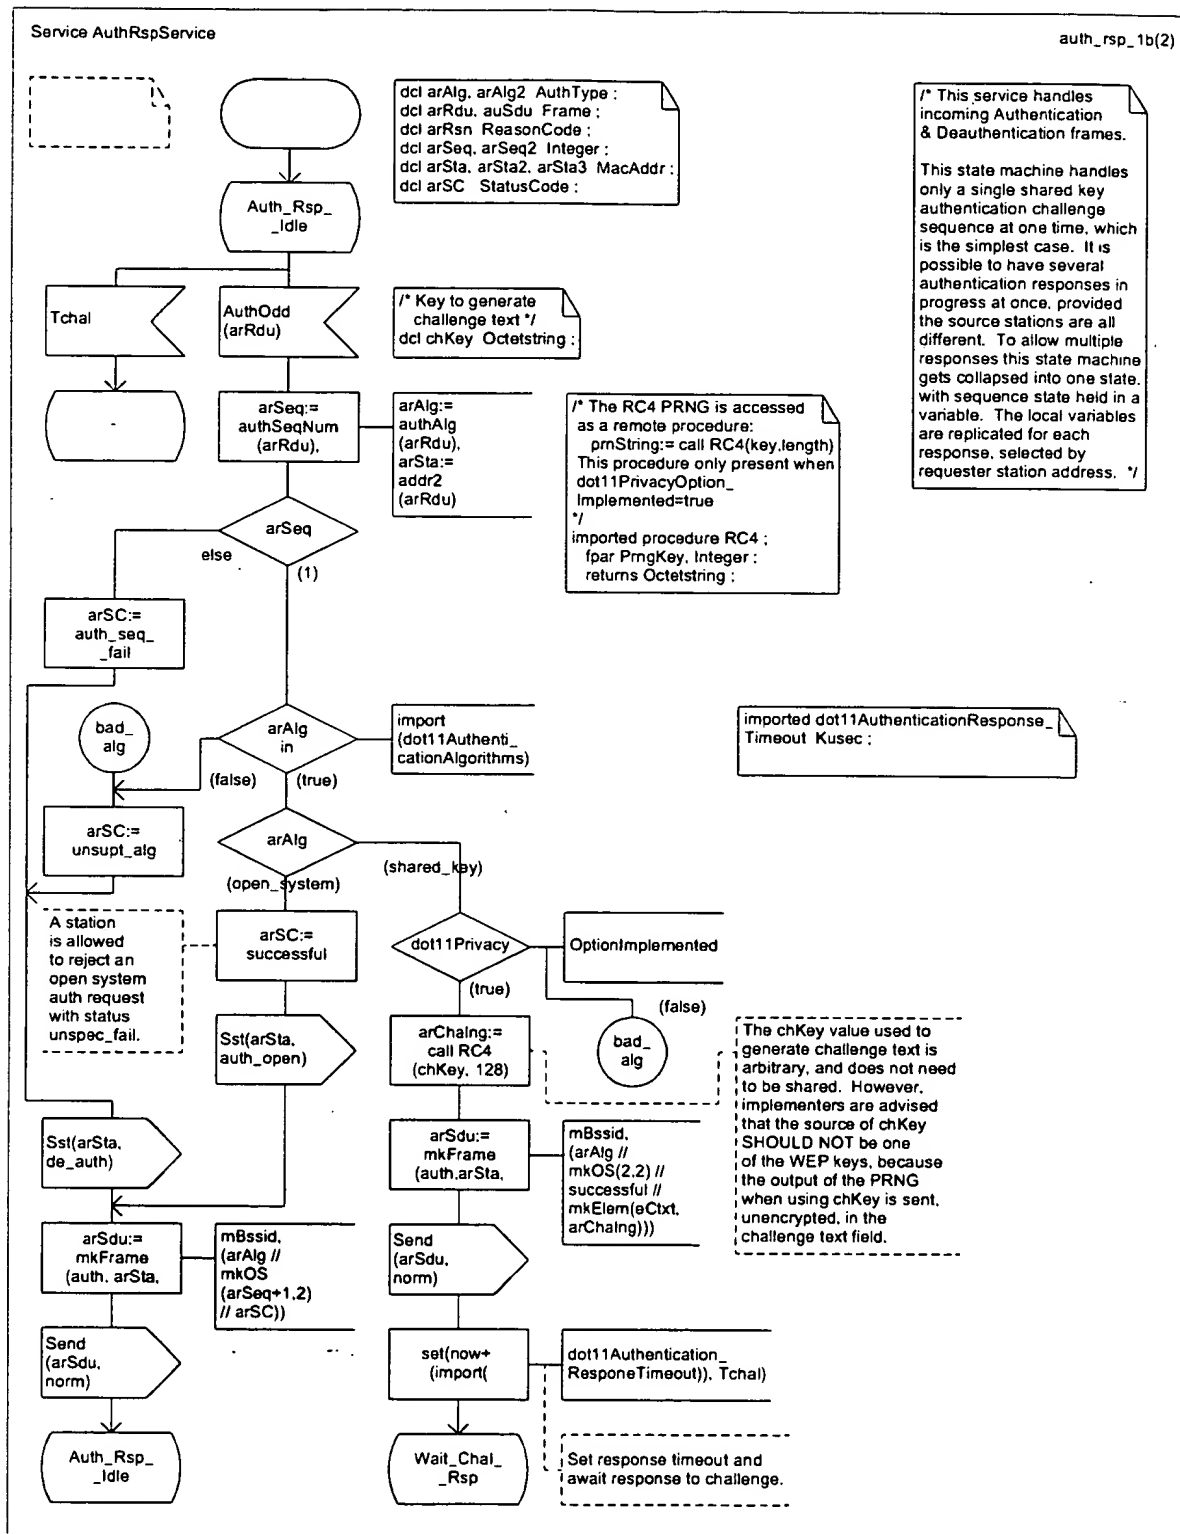 Service AuthRspService
auth_rsp_1b(2)
dcl arAlg, arAlg2 AuthType ;
dcl arRdu, auSdu Frame ;
dcl arRsn ReasonCode ;
dcl arSeq, arSeq2 Integer ;
dcl arSta, arSta2, arSta3 MacAddr ;
dcl arSC StatusCode ;
/* This service handles
incoming Authentication
& Deauthentication frames.
This state machine handles
only a single shared key
authentication challenge
sequence at one time, which
is the simplest case. It is
possible to have several
authentication responses in
progress at once, provided
the source stations are all
different. To allow multiple
responses this state machine
gets collapsed into one state,
with sequence state held in a
variable. The local variables
are replicated for each
response, selected by
requester station address. */
Auth_Rsp_
_Idle
Tchal
AuthOdd
(arRdu)
/* Key to generate
challenge text */
dcl chKey Octetstring ;
-
arSeq:=
authSeqNum
(arRdu),
arAlg:=
authAlg
(arRdu),
arSta:=
addr2
(arRdu)
/* The RC4 PRNG is accessed
as a remote procedure:
prnString:= call RC4(key,length)
This procedure only present when
dot11PrivacyOption_
Implemented=true
*/
imported procedure RC4 ;
fpar PrngKey, Integer ;
returns Octetstring ;
arSeq
else
(1)
arSC:=
auth_seq_
_fail
bad_
alg
arAlg
in
import
(dot11Authenti_
cationAlgorithms)
imported dot11AuthenticationResponse_
Timeout Kusec ;
(false)
(true)
arSC:=
unsupt_alg
arAlg
(shared_key)
(open_system)
A station
is allowed
to reject an
open system
auth request
with status
unspec_fail.
arSC:=
successful
dot11Privacy
OptionImplemented
(true)
(false)
Sst(arSta,
auth_open)
arChalng:=
call RC4
(chKey, 128)
bad_
alg
The chKey value used to
generate challenge text is
arbitrary, and does not need
to be shared. However,
implementers are advised
that the source of chKey
SHOULD NOT be one
of the WEP keys, because
the output of the PRNG
when using chKey is sent,
unencrypted, in the
challenge text field.
Sst(arSta,
de_auth)
arSdu:=
mkFrame
(auth,arSta,
mBssid,
(arAlg //
mkOS(2,2) //
successful //
mkElem(eCtxt,
arChalng)))
arSdu:=
mkFrame
(auth, arSta,
mBssid,
(arAlg //
mkOS
(arSeq+1,2)
// arSC))
Send
(arSdu,
norm)
Send
(arSdu,
norm)
set(now+
(import(
dot11Authentication_
ResponeTimeout)), Tchal)
Auth_Rsp_
_Idle
Wait_Chal_
_Rsp
Set response timeout and
await response to challenge.